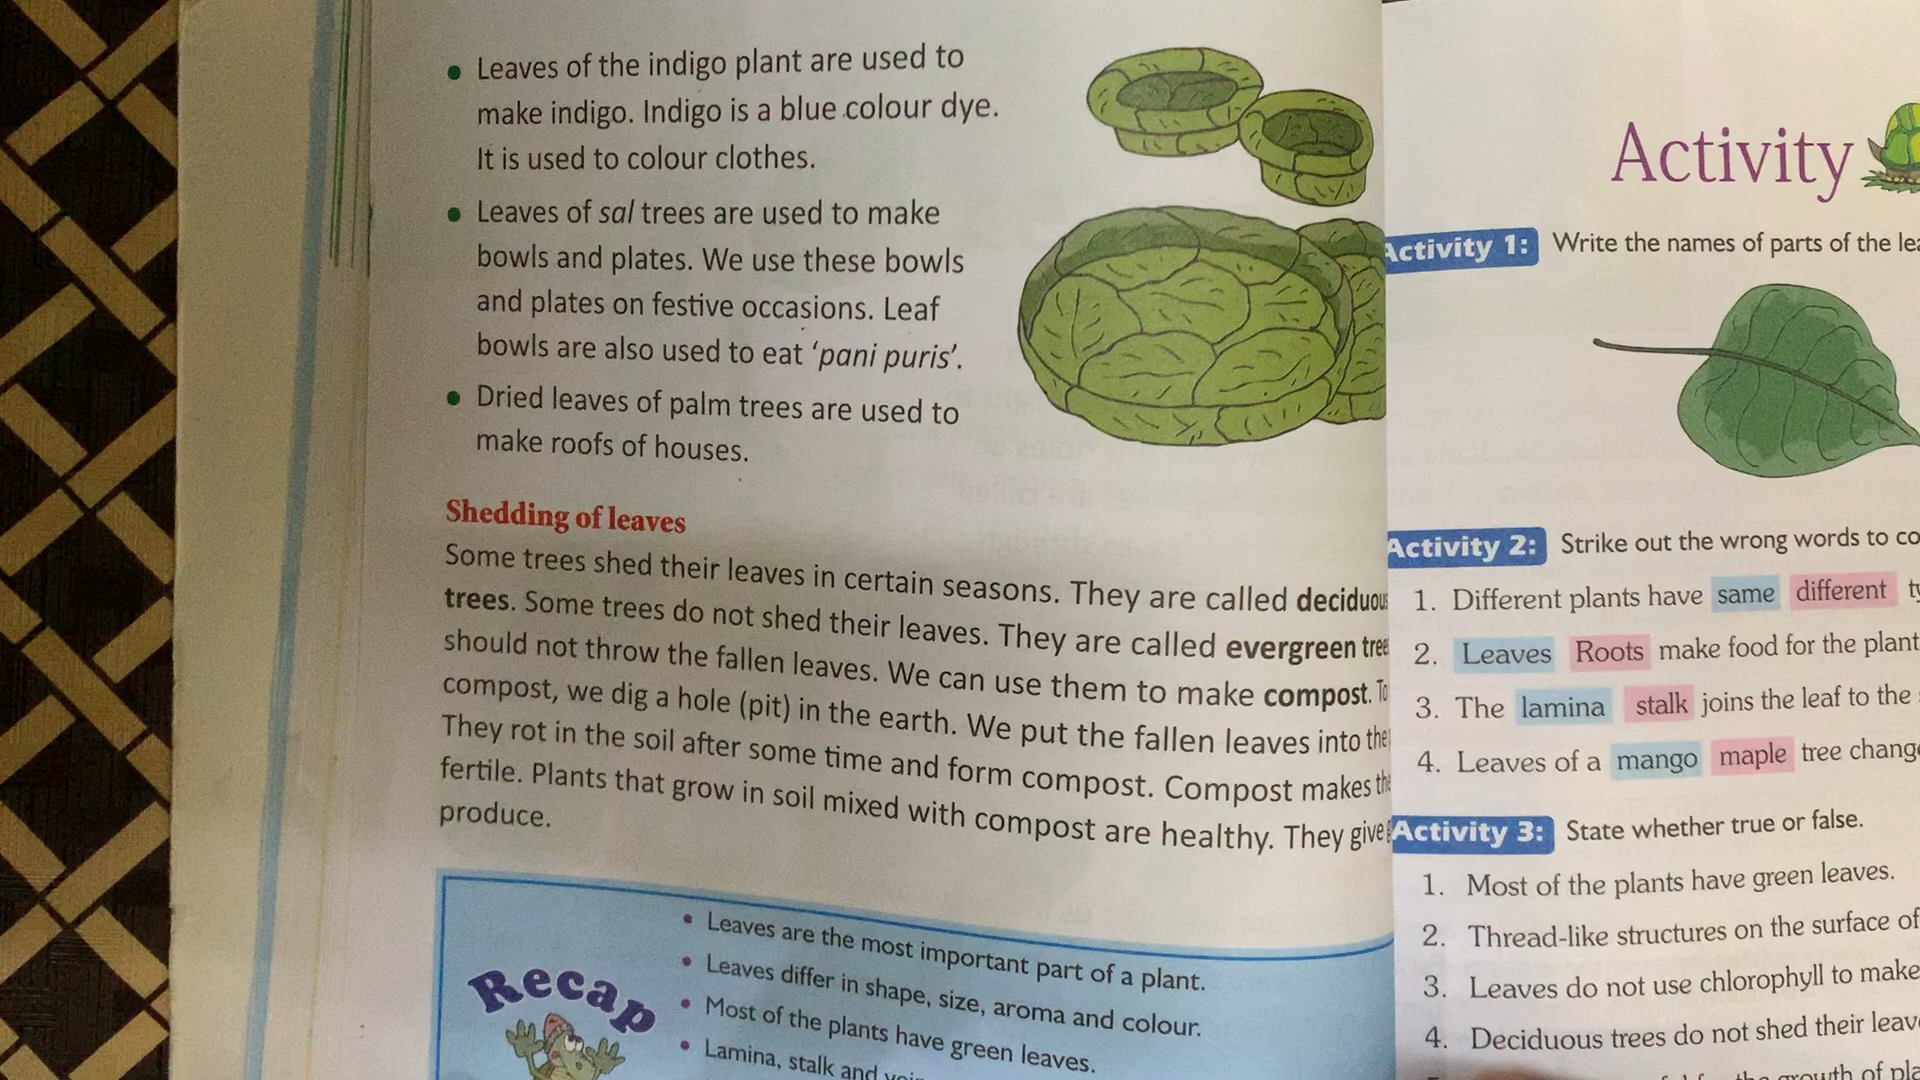 Leaves of the indigo plant are used to
make indigo. Indigo is a blue colour dye.
It is used to colour clothes.
Leaves of sal trees are used to make
bowls and plates. We use these bowls
and plates on festive occasions. Leaf
bowls are also used to eat ‘pani puris’.
Dried leaves of palm trees are used to
make roofs of houses.
Shedding of leaves
Some trees shed their leaves in certain seasons. They are called deciduous
trees. Some trees do not shed their leaves. They are called evergreen tree
should not throw the fallen leaves. We can use them to make compost. To
compost, we dig a hole (pit) in the earth. We put the fallen leaves into the
They rot in the soil after some time and form compost. Compost makes the
fertile. Plants that grow in soil mixed with compost are healthy. They give
produce.
Recap
Leaves are the most important part of a plant.
Leaves differ in shape, size, aroma and colour.
Most of the plants have green leaves.
Lamina, stalk and
Activity
Activity 1: Write the names of parts of the
Activity 2: Strike out the wrong words to
1. Different plants have same different
2. Leaves Roots make food for the plant
3. The lamina stalk joins the leaf to the
4. Leaves of a mango maple tree
Activity 3: State whether true or false.
1. Most of the plants have green leaves.
2. Thread-like structures on the surface of
3. Leaves do not use chlorophyll to make
4. Deciduous trees do not shed their
the growth of